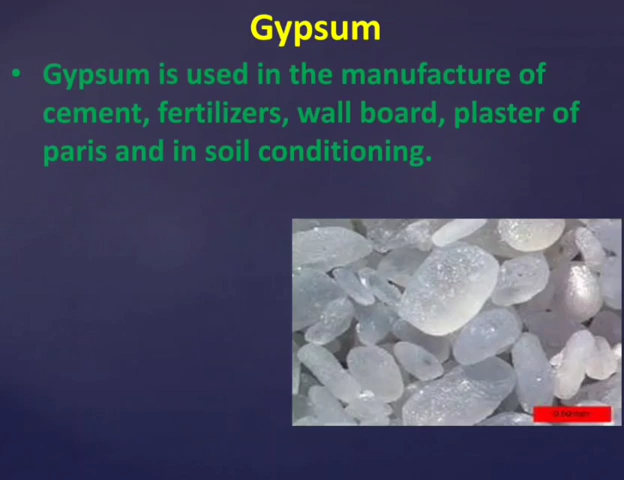 Gypsum
• Gypsum is used in the manufacture of
cement, fertilizers, wall board, plaster of
paris and in soil conditioning.